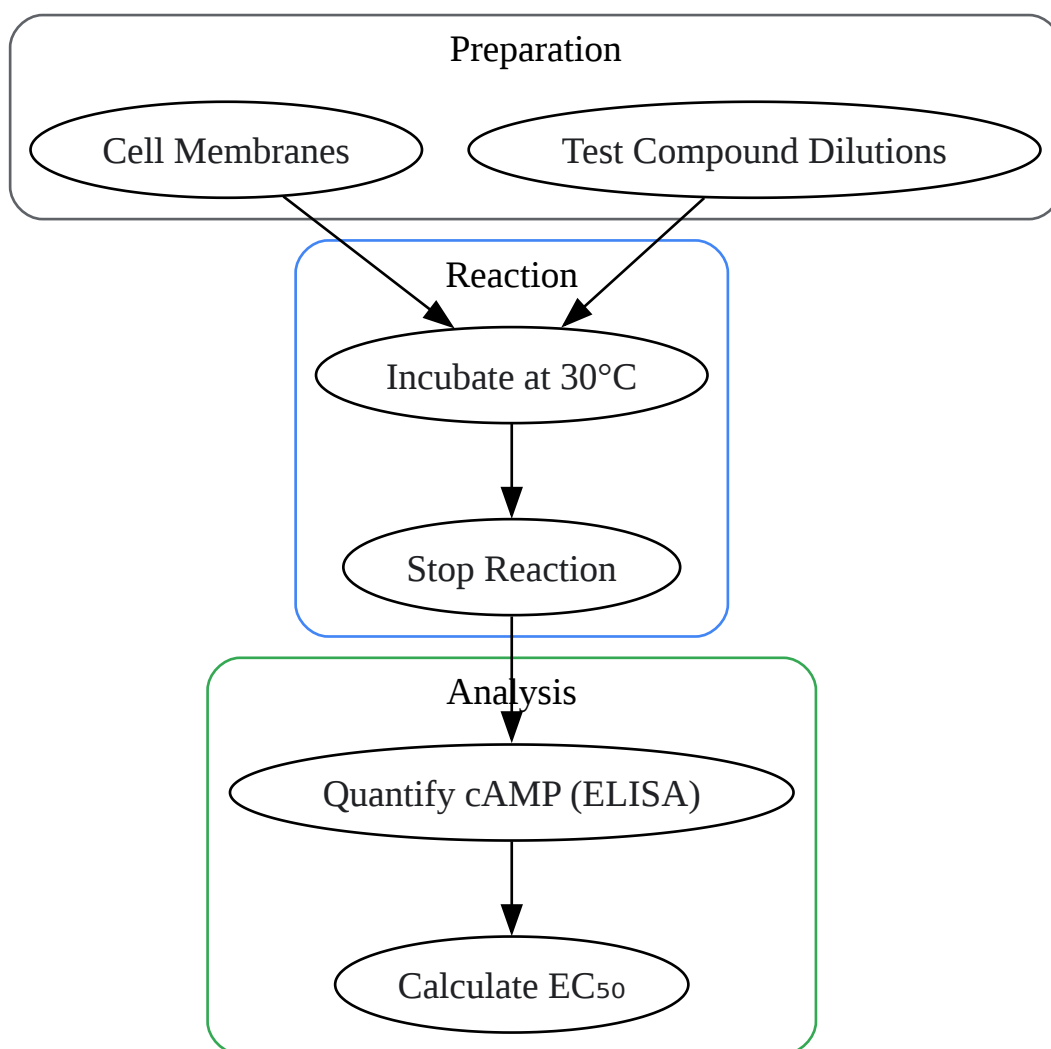 Preparation
Cell Membranes
Test Compound Dilutions
Reaction
Incubate at 30°C
Stop Reaction
Analysis
Quantify cAMP (ELISA)
Calculate EC₅₀